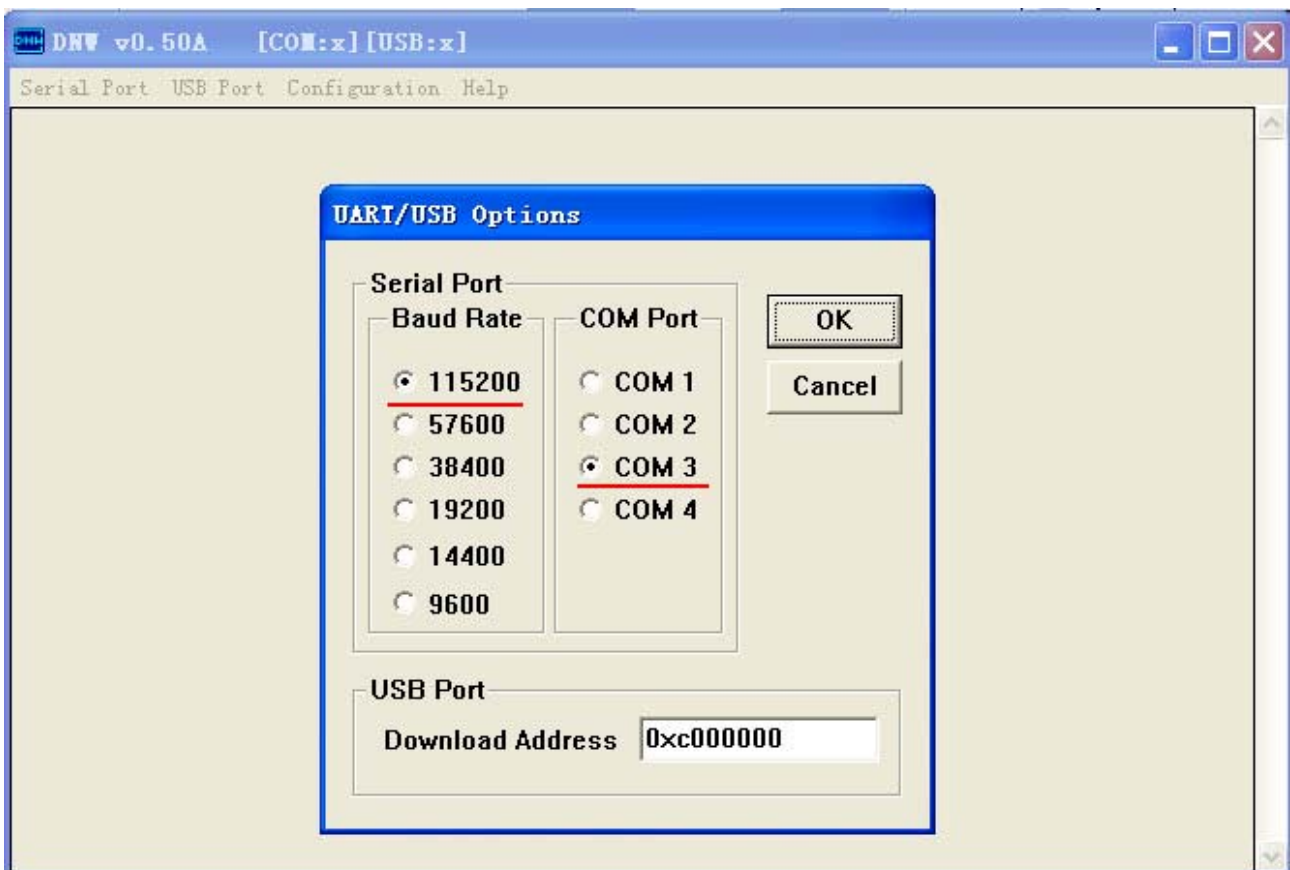 DNW v0.50A [COM:x][USB:x]
Serial Port USB Port Configuration Help
UART/USB Options
Serial Port
Baud Rate
COM Port
115200
57600
38400
19200
14400
9600
COM 1
COM 2
COM 3
COM 4
OK
Cancel
USB Port
Download Address 0xc000000